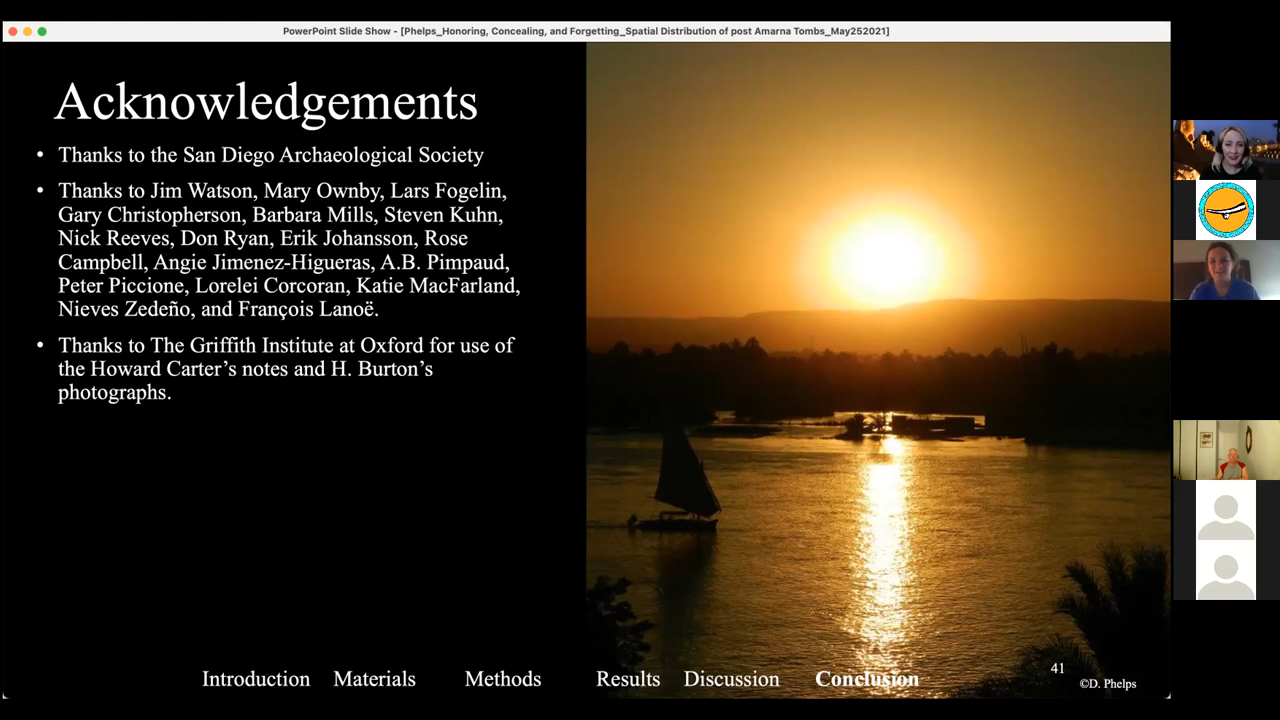 PowerPoint Slide Show - [Phelps_Honoring, Concealing, and Forgetting_Spatial Distribution of post Amarna Tombs_May252021]
Acknowledgements
• Thanks to the San Diego Archaeological Society
• Thanks to Jim Watson, Mary Ownby, Lars Fogelin,
Gary Christopherson, Barbara Mills, Steven Kuhn,
Nick Reeves, Don Ryan, Erik Johansson, Rose
Campbell, Angie Jimenez-Higueras, A.B. Pimpaud,
Peter Piccione, Lorelei Corcoran, Katie MacFarland,
Nieves Zedeño, and François Lanoë.
• Thanks to The Griffith Institute at Oxford for use of
the Howard Carter’s notes and H. Burton’s
photographs.
Introduction Materials Methods Results Discussion Conclusion
41
©D. Phelps